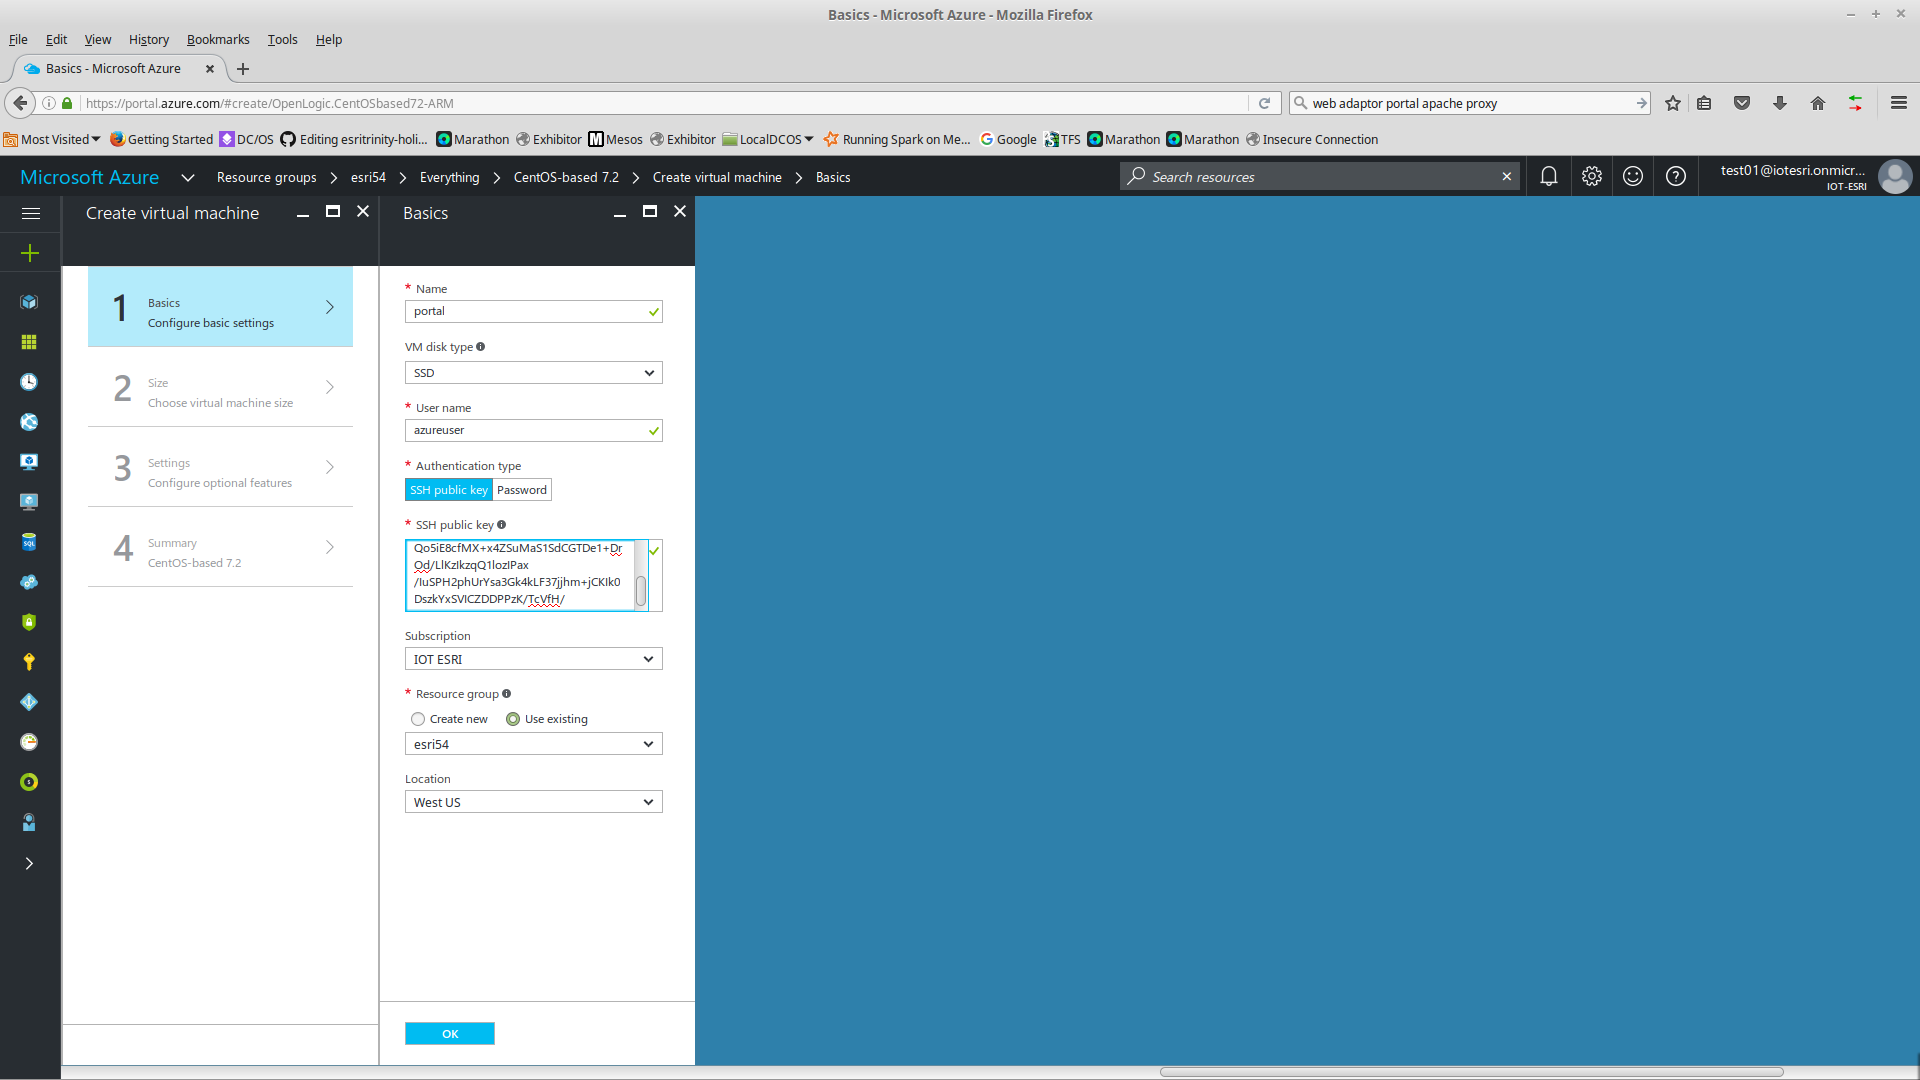 Basics - Microsoft Azure - Mozilla Firefox
File Edit View History Bookmarks Tools Help
Basics - Microsoft Azure
https://portal.azure.com/#create/OpenLogic.CentOSbased72-ARM
web adaptor portal apache proxy
Most Visited Getting Started DC/OS Editing esritrinity-holi... Marathon Exhibitor Mesos Exhibitor LocalDCOS Running Spark on Me... Google TFS Marathon Marathon Insecure Connection
Microsoft Azure Resource groups esri54 Everything CentOS-based 7.2 Create virtual machine Basics
Search resources
test01@iotesri.onmicr...
IOT-ESRI
Create virtual machine
1
Basics
Configure basic settings
2
Size
Choose virtual machine size
3
Settings
Configure optional features
4
Summary
CentOS-based 7.2
Basics
* Name
portal
VM disk type
SSD
* User name
azureuser
* Authentication type
SSH public key Password
* SSH public key
Qo5iE8cfMX+x4ZSuMaS1SdCGTDe1+Dr
Od/LlKzIkzqQ1lozIPax
/IuSPH2phUrYsa3Gk4kLF37jjhm+jCKIk0
DszkYxSVICZDDPPzK/TcVfH/
Subscription
IOT ESRI
* Resource group
Create new Use existing
esri54
Location
West US
OK